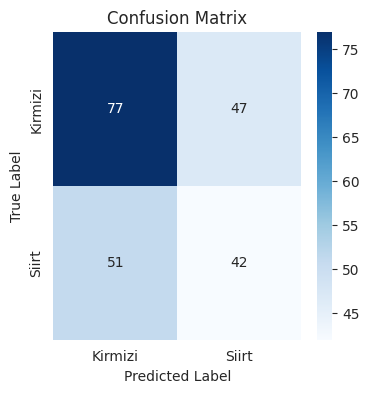 Confusion Matrix
True Label
Kirmizi
Siirt
77 47
51 42
Kirmizi Siirt
Predicted Label
75
70
65
60
55
50
45